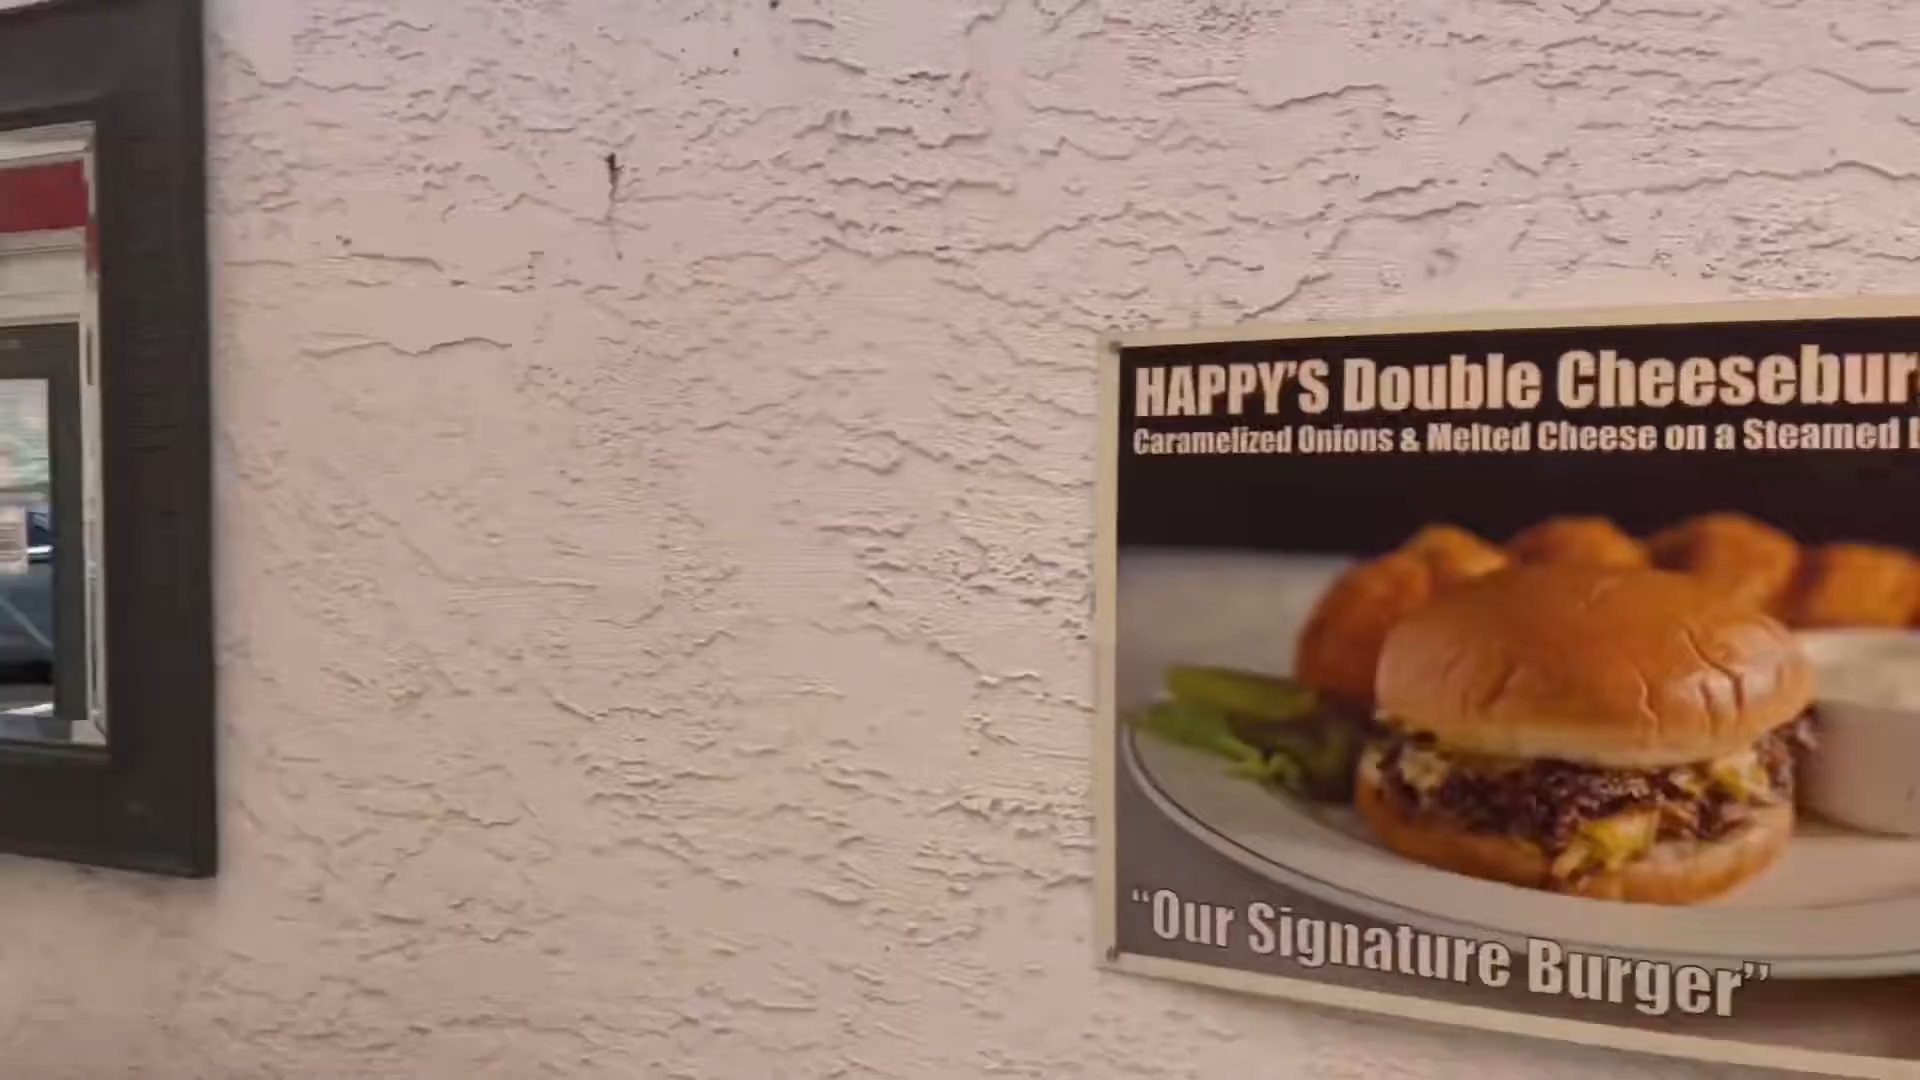 HAPPY'S Double Cheesebur
Caramelized Onions & Melted Cheese on a Steamed
"Our Signature Burger"